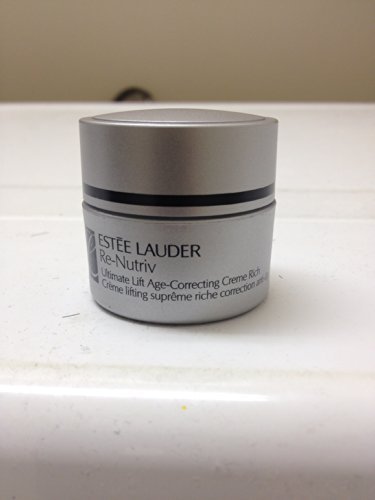 ESTĒE LAUDER
Re-Nutriv
Ultimate Lift Age-Correcting Creme Rich
Crème lifting suprême riche correction